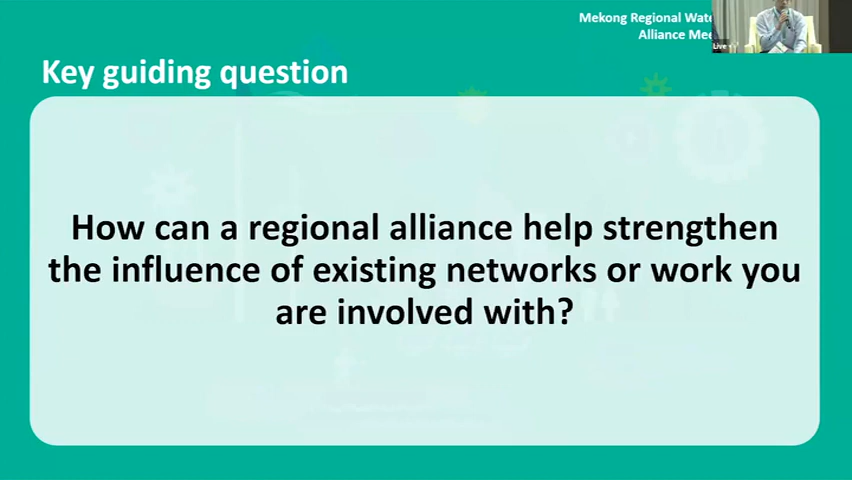 Mekong Regional Wate
Alliance Mee
Live
Key guiding question
How can a regional alliance help strengthen
the influence of existing networks or work you
are involved with?